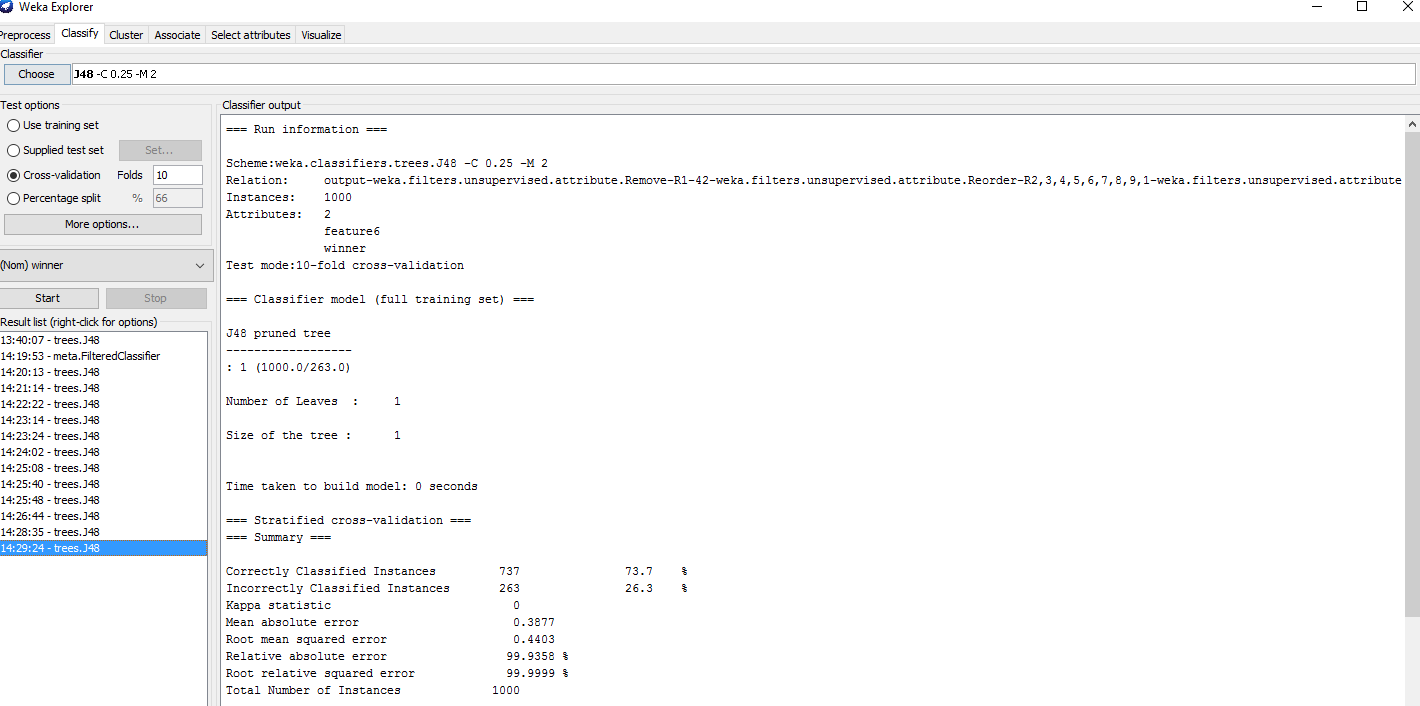 Weka Explorer
Preprocess Classify Cluster Associate Select attributes Visualize
Classifier
Choose J48 -C 0.25 -M 2
Test options
Use training set
Supplied test set Set...
Cross-validation Folds 10
Percentage split % 66
More options...
(Nom) winner
Start Stop
Result list (right-click for options)
13:40:07 - trees.J48
14:19:53 - meta.FilteredClassifier
14:20:13 - trees.J48
14:21:14 - trees.J48
14:22:22 - trees.J48
14:23:14 - trees.J48
14:23:24 - trees.J48
14:24:02 - trees.J48
14:25:08 - trees.J48
14:25:40 - trees.J48
14:25:48 - trees.J48
14:26:44 - trees.J48
14:28:35 - trees.J48
14:29:24 - trees.J48
Classifier output
=== Run information ===
Scheme:weka.classifiers.trees.J48 -C 0.25 -M 2
Relation: output-weka.filters.unsupervised.attribute.Remove-R1-42-weka.filters.unsupervised.attribute.Reorder-R2,3,4,5,6,7,8,9,1-weka.filters.unsupervised.attribute
Instances: 1000
Attributes: 2
feature6
winner
Test mode:10-fold cross-validation
=== Classifier model (full training set) ===
J48 pruned tree
------------------
: 1 (1000.0/263.0)
Number of Leaves : 1
Size of the tree : 1
Time taken to build model: 0 seconds
=== Stratified cross-validation ===
=== Summary ===
Correctly Classified Instances 737 73.7 %
Incorrectly Classified Instances 263 26.3 %
Kappa statistic 0
Mean absolute error 0.3877
Root mean squared error 0.4403
Relative absolute error 99.9358 %
Root relative squared error 99.9999 %
Total Number of Instances 1000